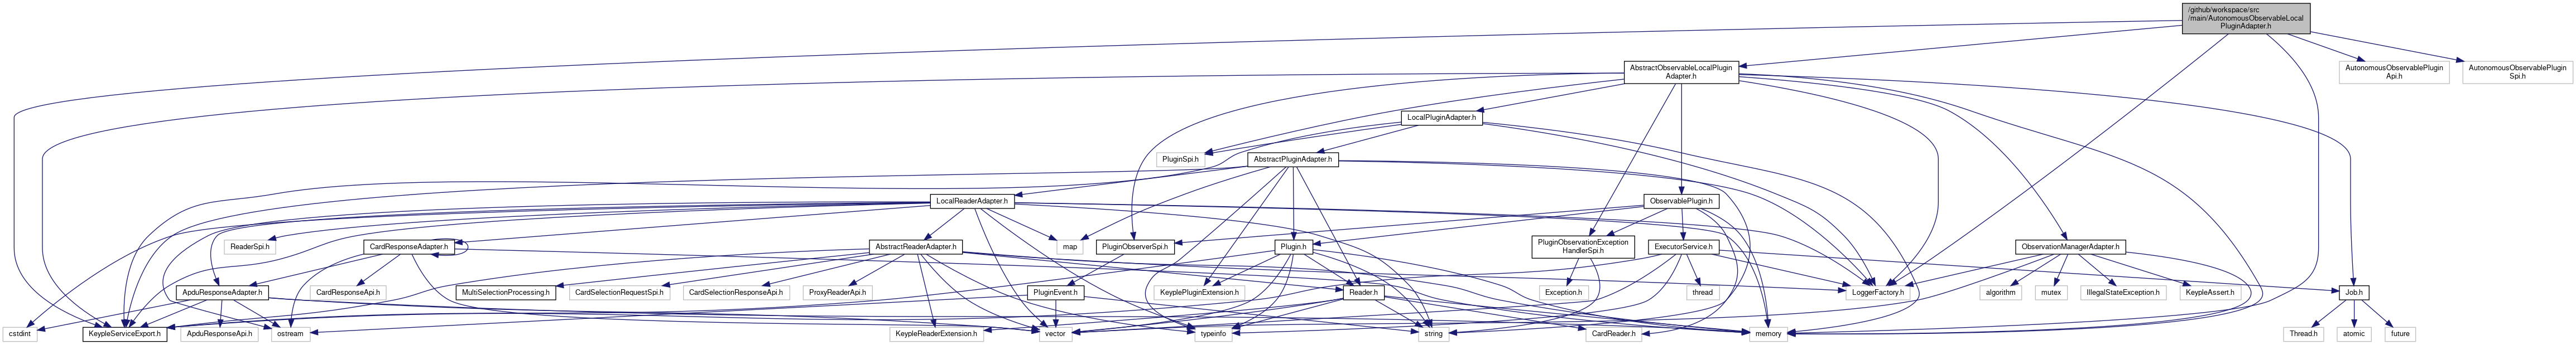 /github/workspace/src
/main/AutonomousObservableLocal
PluginAdapter.h
AbstractObservableLocalPlugin
Adapter.h
AutonomousObservablePlugin
Api.h
AutonomousObservablePlugin
Spi.h
LocalPluginAdapter.h
PluginSpi.h
AbstractPluginAdapter.h
LocalReaderAdapter.h
ObservablePlugin.h
ReaderSpi.h
CardResponseAdapter.h
AbstractReaderAdapter.h
map
PluginObserverSpi.h
Plugin.h
PluginObservationException
HandlerSpi.h
ExecutorService.h
ObservationManagerAdapter.h
ApduResponseAdapter.h
CardResponseApi.h
MultiSelectionProcessing.h
CardSelectionRequestSpi.h
CardSelectionResponseApi.h
ProxyReaderApi.h
PluginEvent.h
KeyplePluginExtension.h
Reader.h
Exception.h
thread
LoggerFactory.h
algorithm
mutex
IllegalStateException.h
KeypleAssert.h
Job.h
cstdint
KeypleServiceExport.h
ApduResponseApi.h
ostream
KeypleReaderExtension.h
vector
typeinfo
string
CardReader.h
memory
Thread.h
atomic
future